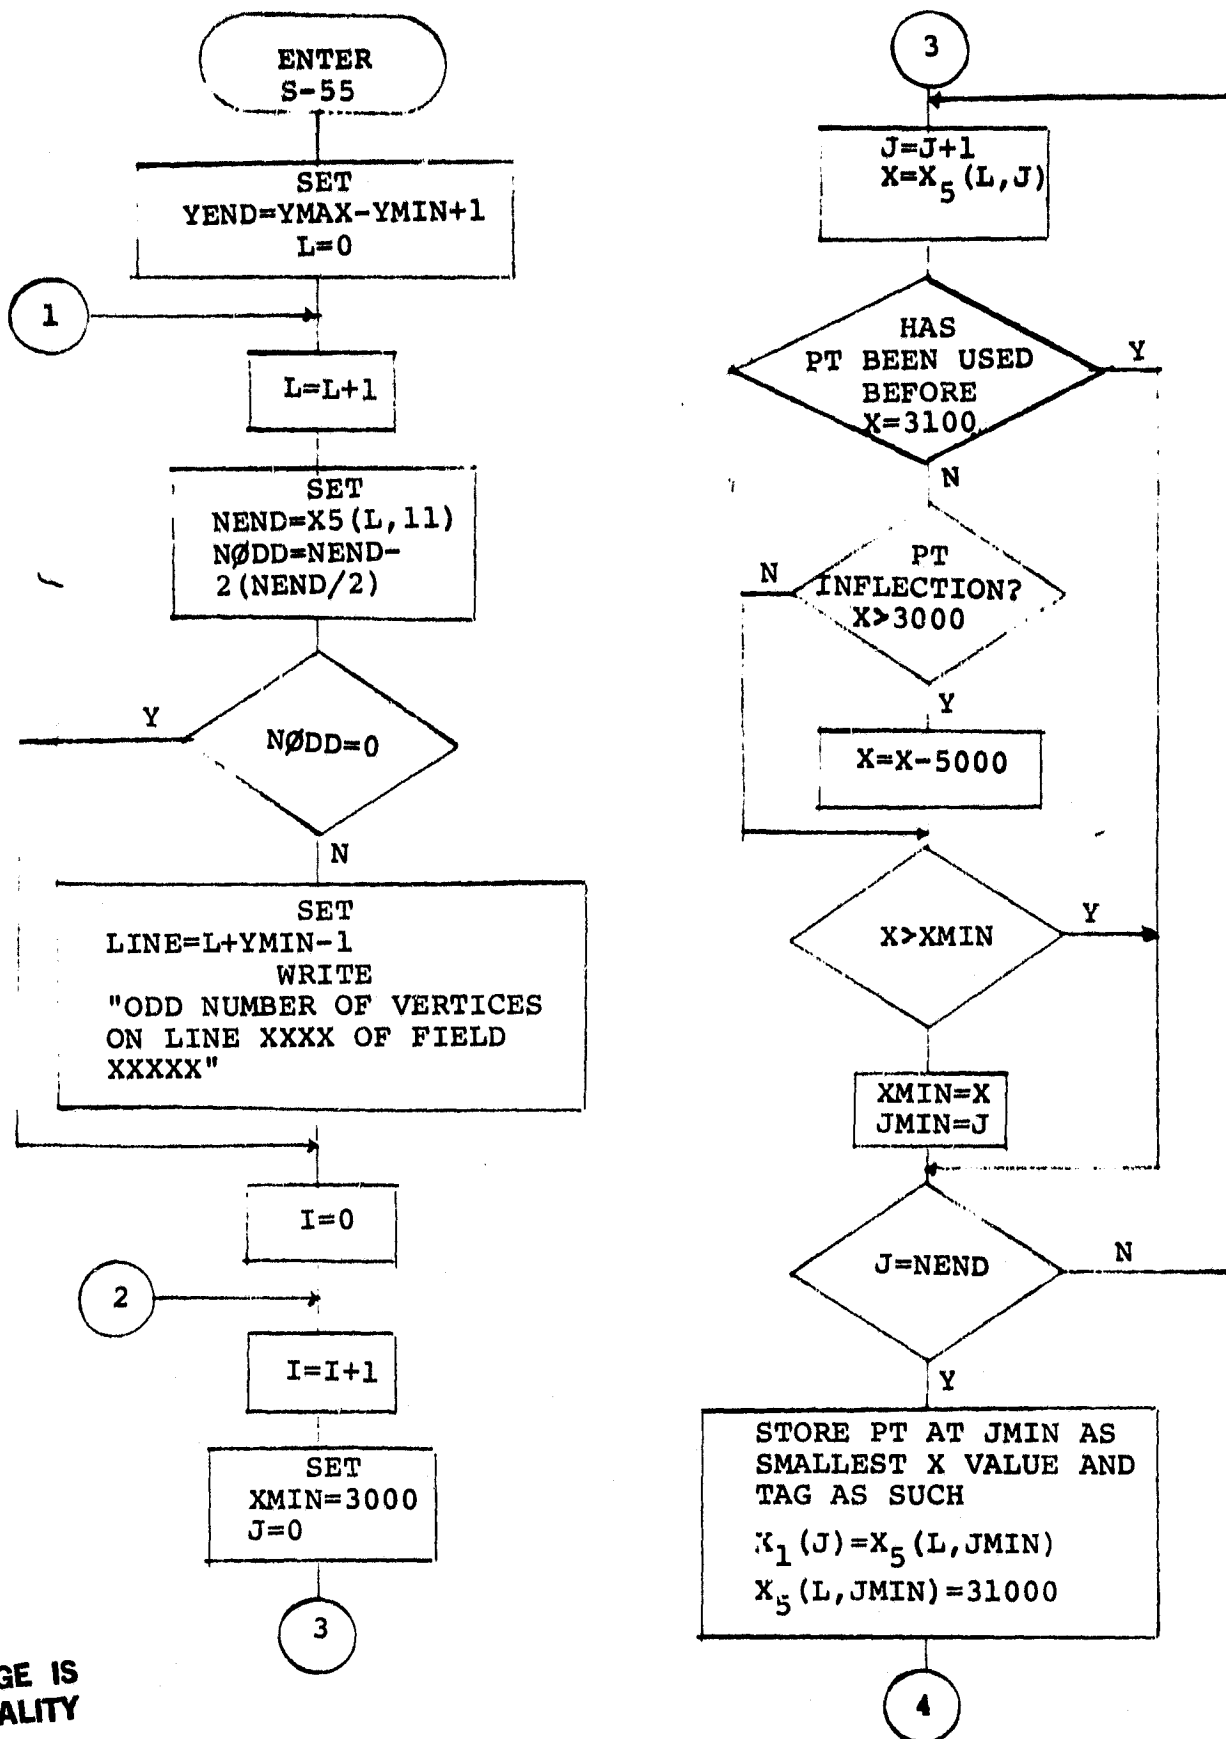 ENTER
S-55
SET
YEND=YMAX-YMIN+1
L=0
1
L=L+1
SET
NEND=X5(L,11)
NØDD=NEND-
2(NEND/2)
Y
NØDD=0
N
SET
LINE=L+YMIN-1
WRITE
"ODD NUMBER OF VERTICES
ON LINE XXXX OF FIELD
XXXXX"
I=0
2
I=I+1
SET
XMIN=3000
J=0
3
GE IS
ALITY
3
J=J+1
X=X5(L,J)
HAS
PT BEEN USED
BEFORE
X=3100
Y
N
PT
INFLECTION?
X>3000
N
Y
X=X-5000
X>XMIN
Y
XMIN=X
JMIN=J
J=NEND
N
Y
STORE PT AT JMIN AS
SMALLEST X VALUE AND
TAG AS SUCH
X1(J)=X5(L,JMIN)
X5(L,JMIN)=31000
4